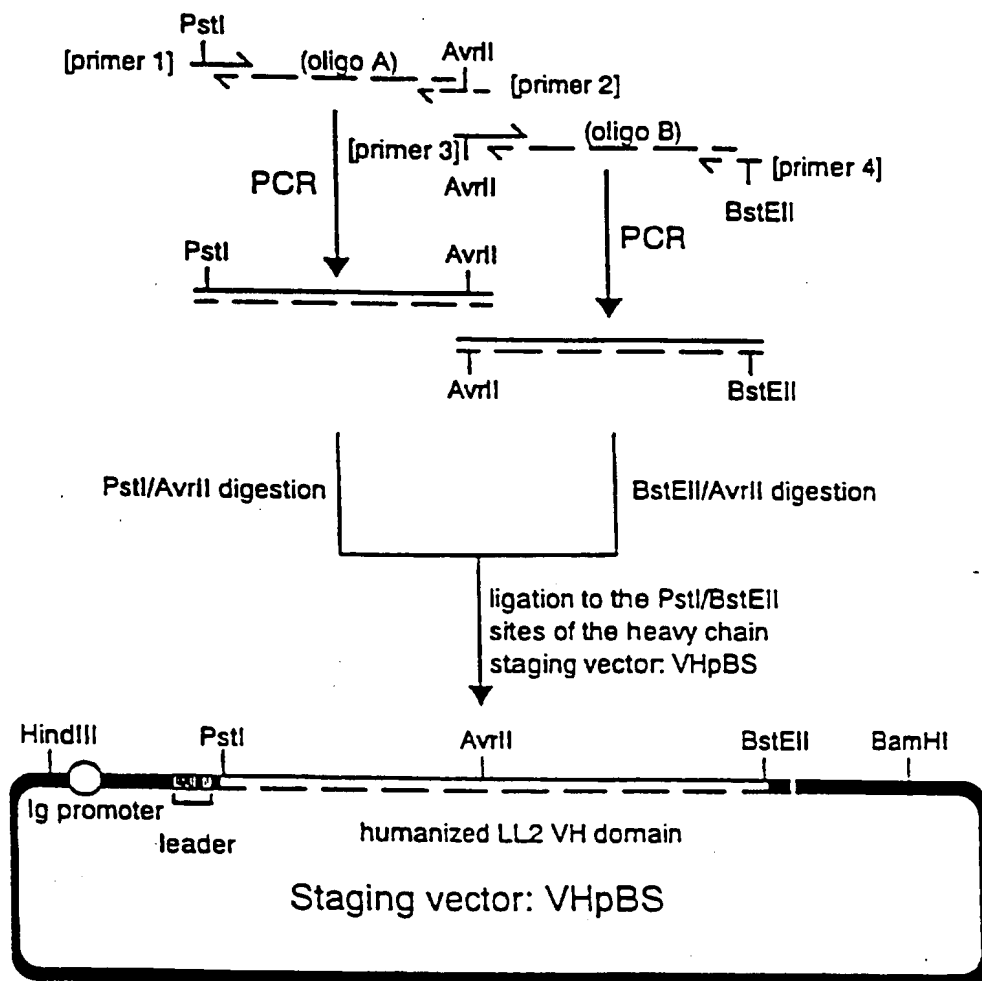 PstI
[primer 1]
(oligo A)
AvrII
[primer 2]
[primer 3]
(oligo B)
[primer 4]
AvrII
BstEII
PCR
PCR
PstI
AvrII
AvrII
BstEII
PstI/AvrII digestion
BstEII/AvrII digestion
ligation to the PstI/BstEII
sites of the heavy chain
staging vector: VHpBS
HindIII
PstI
AvrII
BstEII
BamHI
Ig promoter
leader
humanized LL2 VH domain
Staging vector: VHpBS